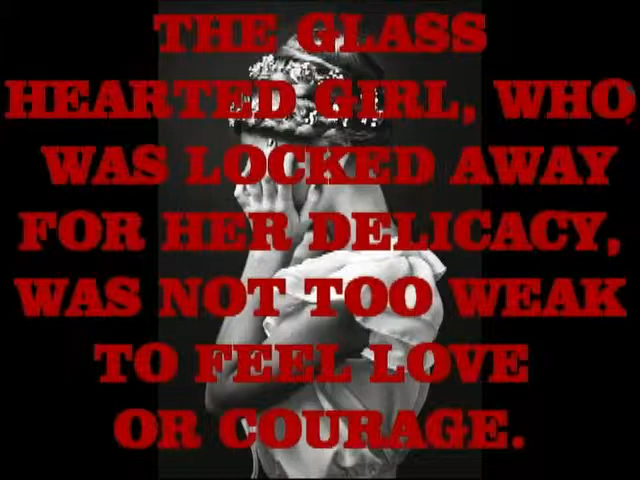 THE GLASS
HEARTED GIRL, WHO
WAS LOCKED AWAY
FOR HER DELICACY,
WAS NOT TOO WEAK
TO FEEL LOVE
OR COURAGE.